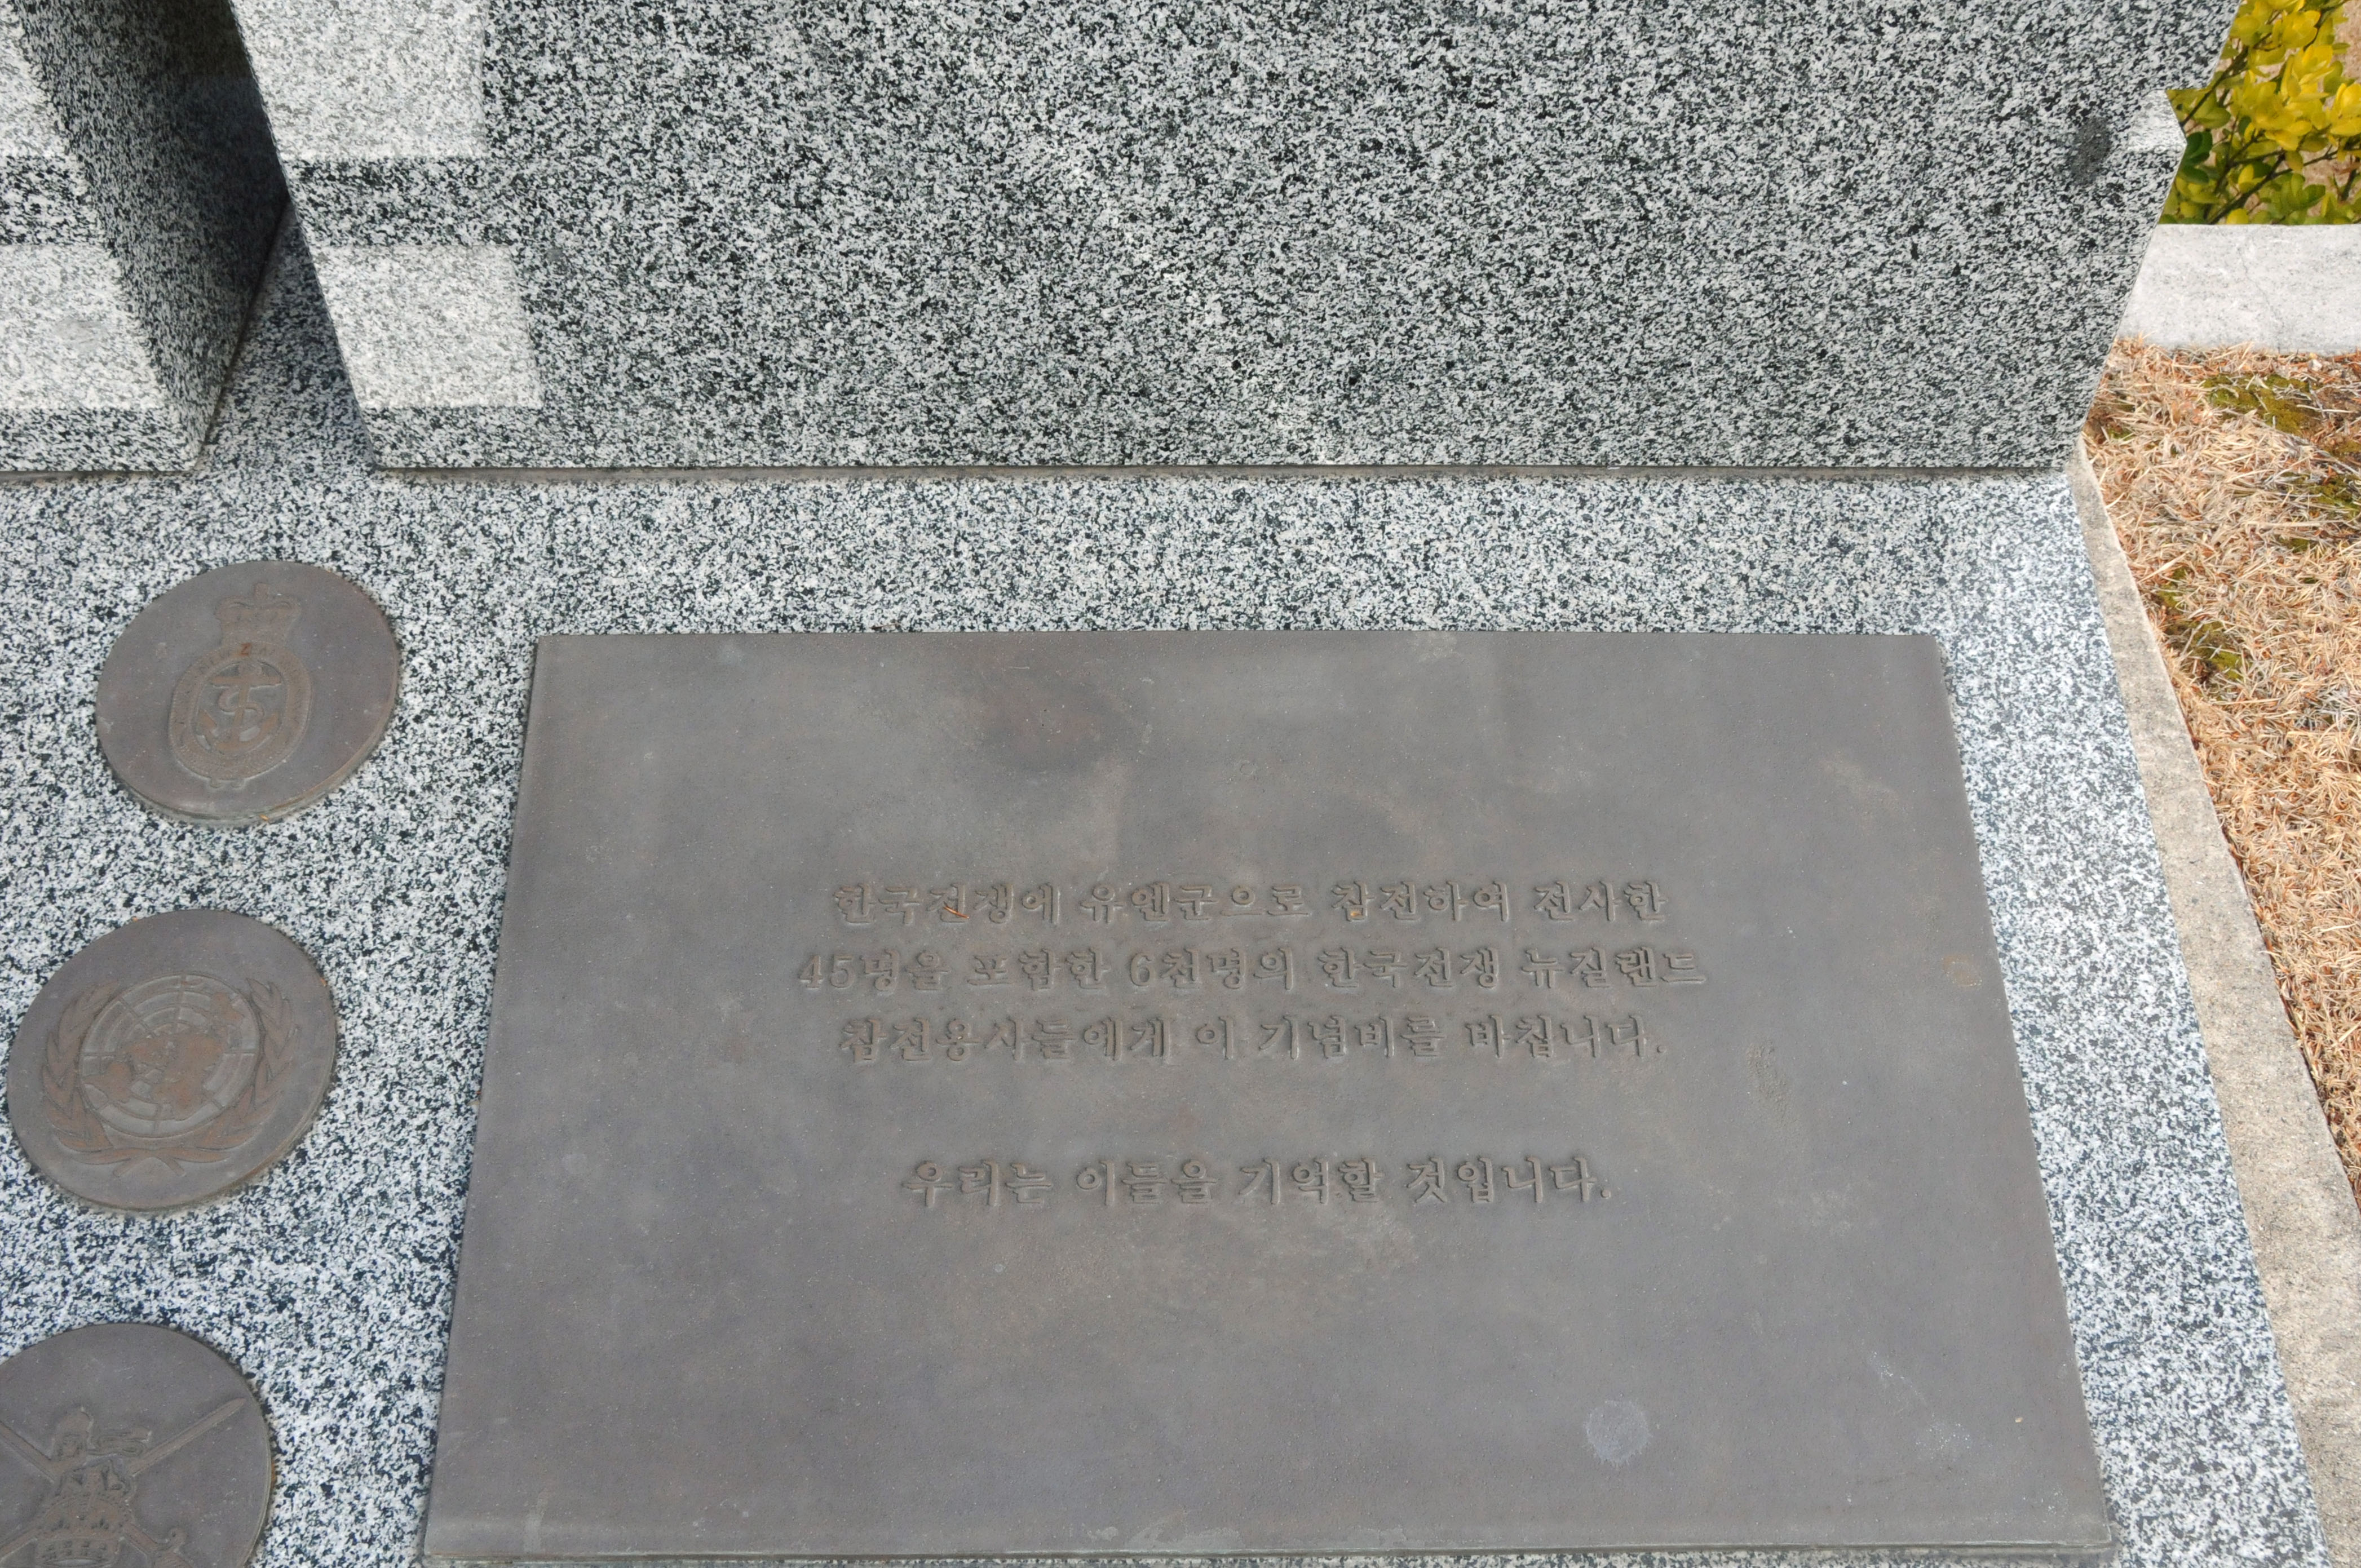 한국전쟁에 유엔군으로 참전하여 전사한
45명을 포함한 6천명의 한국전쟁 뉴질랜드
참전용사들에게 이 기념비를 바칩니다.
우리는 이들을 기억할 것입니다.